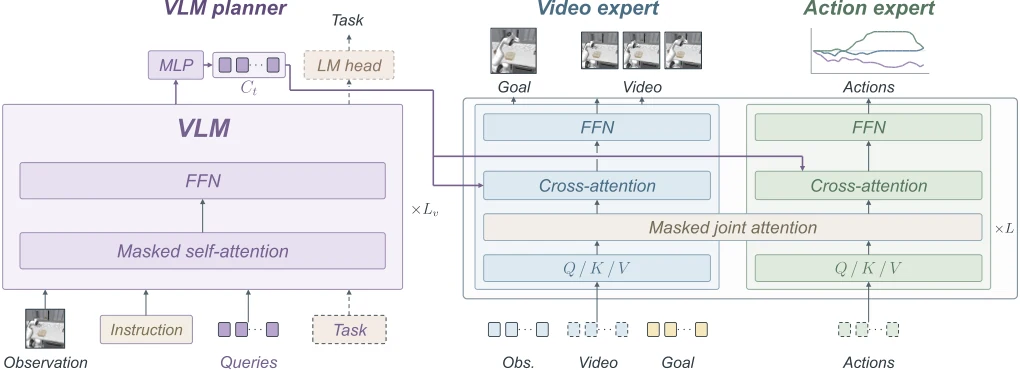 VLM planner
Video expert
Action expert
Task
MLP
C_t
LM head
Goal
Video
Actions
VLM
FFN
Masked self-attention
×L_v
FFN
FFN
Cross-attention
Cross-attention
Masked joint attention
×L
Q / K / V
Q / K / V
Instruction
Task
Observation
Queries
Obs.
Video
Goal
Actions